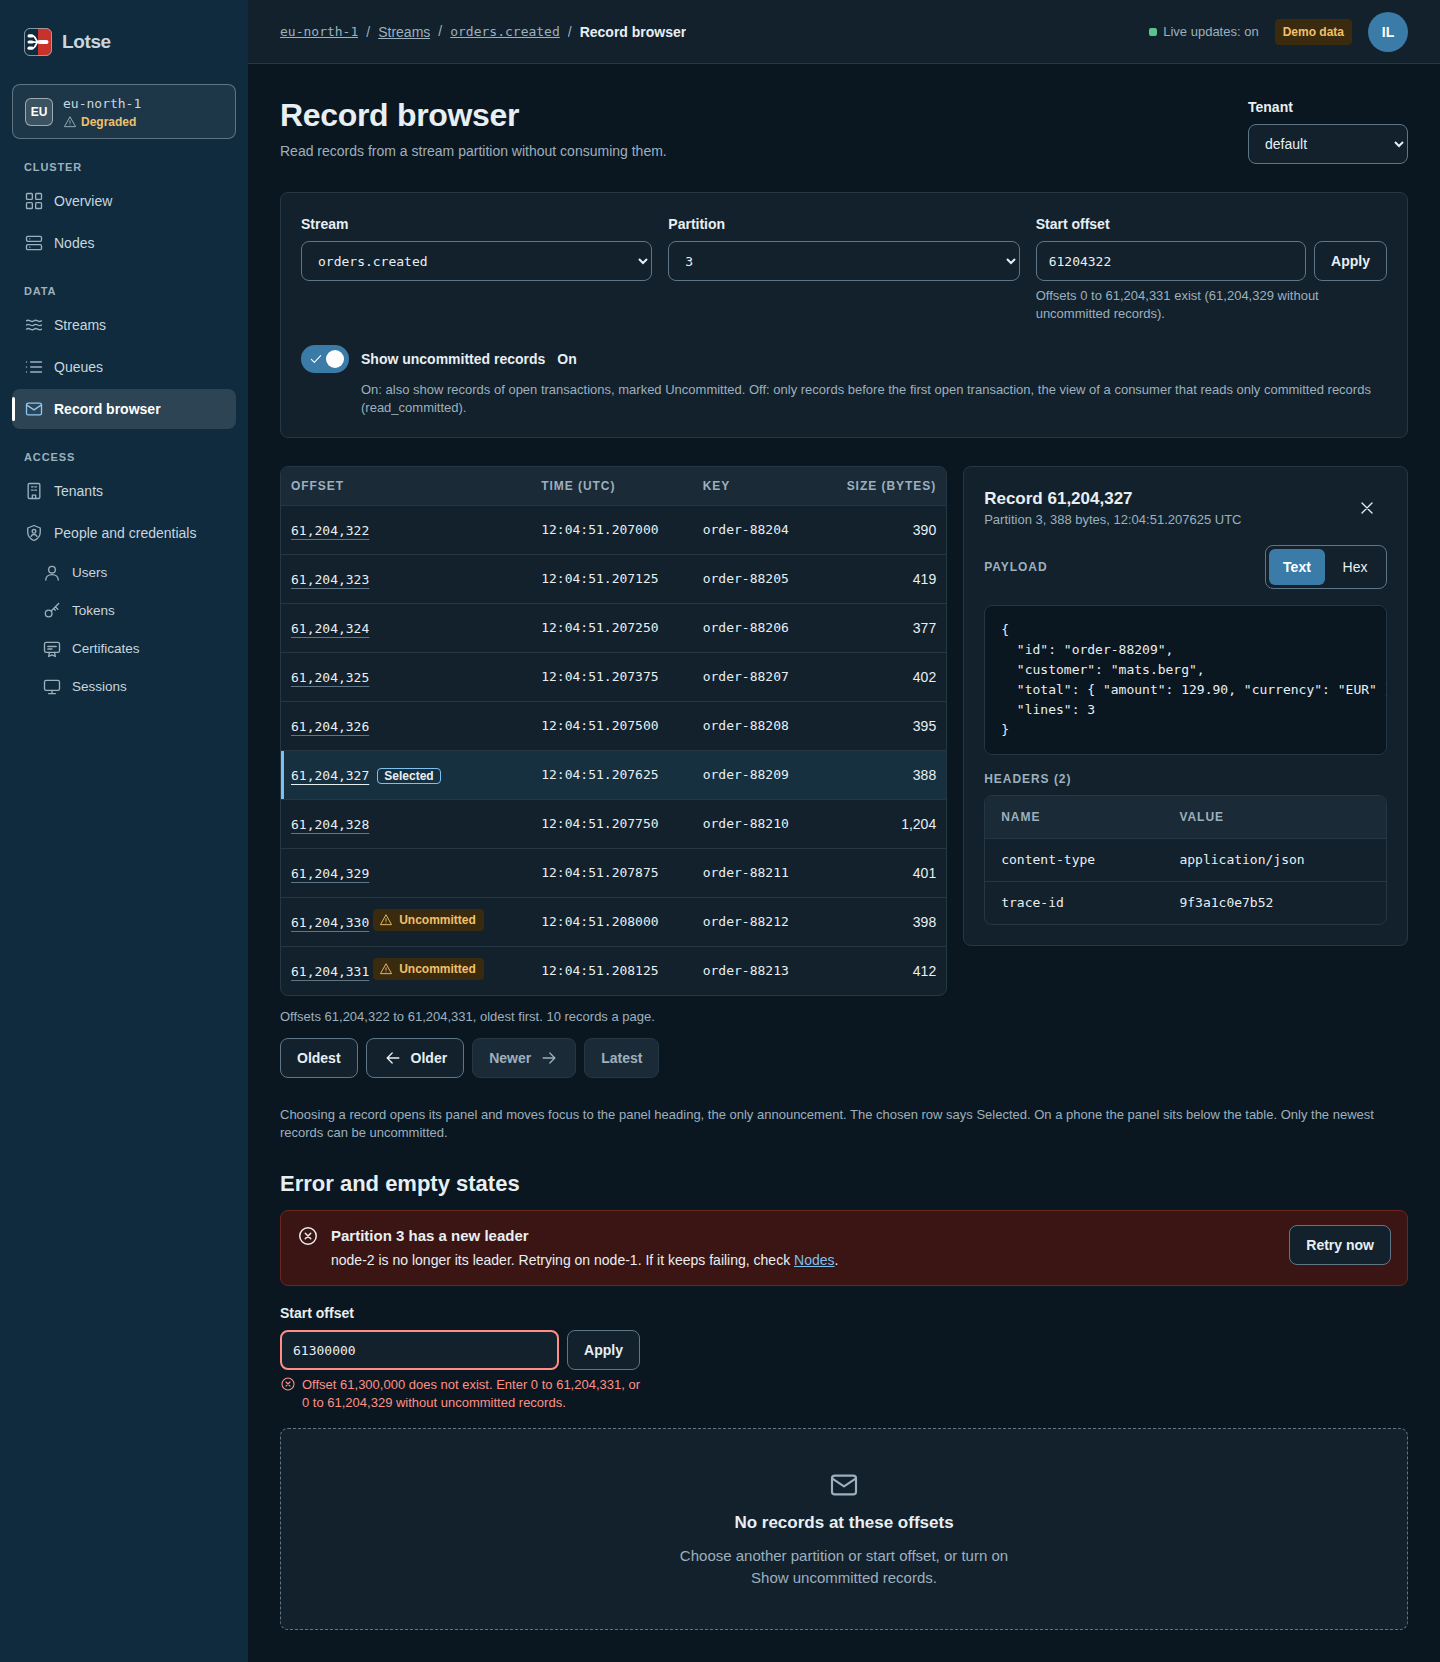 Lotse
EU
eu-north-1
Degraded
CLUSTER
Overview
Nodes
DATA
Streams
Queues
Record browser
ACCESS
Tenants
People and credentials
Users
Tokens
Certificates
Sessions
eu-north-1 / Streams / orders.created / Record browser
Live updates: on
Demo data
IL
Record browser
Read records from a stream partition without consuming them.
Tenant
default
Stream
orders.created
Partition
3
Start offset
61204322
Apply
Offsets 0 to 61,204,331 exist (61,204,329 without
uncommitted records).
Show uncommitted records On
On: also show records of open transactions, marked Uncommitted. Off: only records before the first open transaction, the view of a consumer that reads only committed records
(read_committed).
OFFSET TIME (UTC) KEY SIZE (BYTES)
61,204,322 12:04:51.207000 order-88204 390
61,204,323 12:04:51.207125 order-88205 419
61,204,324 12:04:51.207250 order-88206 377
61,204,325 12:04:51.207375 order-88207 402
61,204,326 12:04:51.207500 order-88208 395
61,204,327 Selected 12:04:51.207625 order-88209 388
61,204,328 12:04:51.207750 order-88210 1,204
61,204,329 12:04:51.207875 order-88211 401
61,204,330 Uncommitted 12:04:51.208000 order-88212 398
61,204,331 Uncommitted 12:04:51.208125 order-88213 412
Offsets 61,204,322 to 61,204,331, oldest first. 10 records a page.
Oldest Older Newer Latest
Record 61,204,327
Partition 3, 388 bytes, 12:04:51.207625 UTC
PAYLOAD
Text Hex
{
"id": "order-88209",
"customer": "mats.berg",
"total": { "amount": 129.90, "currency": "EUR"
"lines": 3
}
HEADERS (2)
NAME VALUE
content-type application/json
trace-id 9f3a1c0e7b52
Choosing a record opens its panel and moves focus to the panel heading, the only announcement. The chosen row says Selected. On a phone the panel sits below the table. Only the newest
records can be uncommitted.
Error and empty states
Partition 3 has a new leader
node-2 is no longer its leader. Retrying on node-1. If it keeps failing, check Nodes.
Retry now
Start offset
61300000
Apply
Offset 61,300,000 does not exist. Enter 0 to 61,204,331, or
0 to 61,204,329 without uncommitted records.
No records at these offsets
Choose another partition or start offset, or turn on
Show uncommitted records.